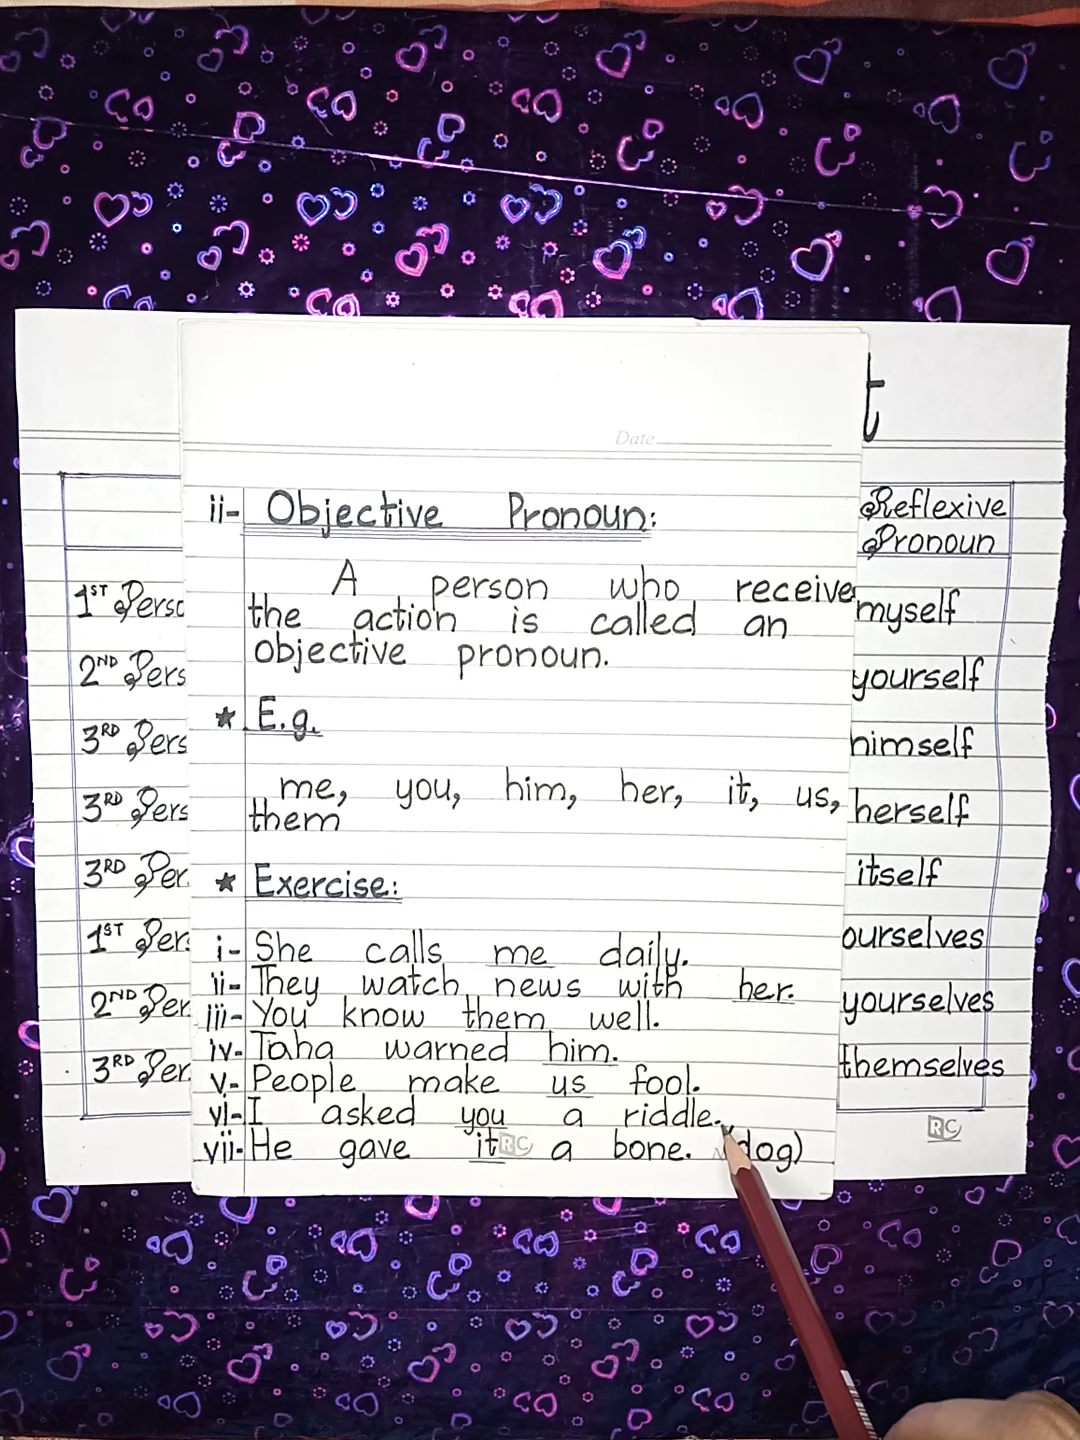 t
Date
ii- Objective Pronoun:
A person who receive
the action is called an
objective pronoun.
★ E.g.
me, you, him, her, it, us,
them
★ Exercise:
i- She calls me daily.
ii- They watch news with her.
iii- You know them well.
iv- Taha warned him.
v- People make us fool.
vi- I asked you a riddle.
vii- He gave it a bone. (dog)
RC
Reflexive
Pronoun
1ST Perso
myself
2ND Pers
yourself
3RD Pers
himself
3RD Pers
herself
3RD Per
itself
1ST Per
ourselves
2ND Per
yourselves
3RD Per
themselves
RC